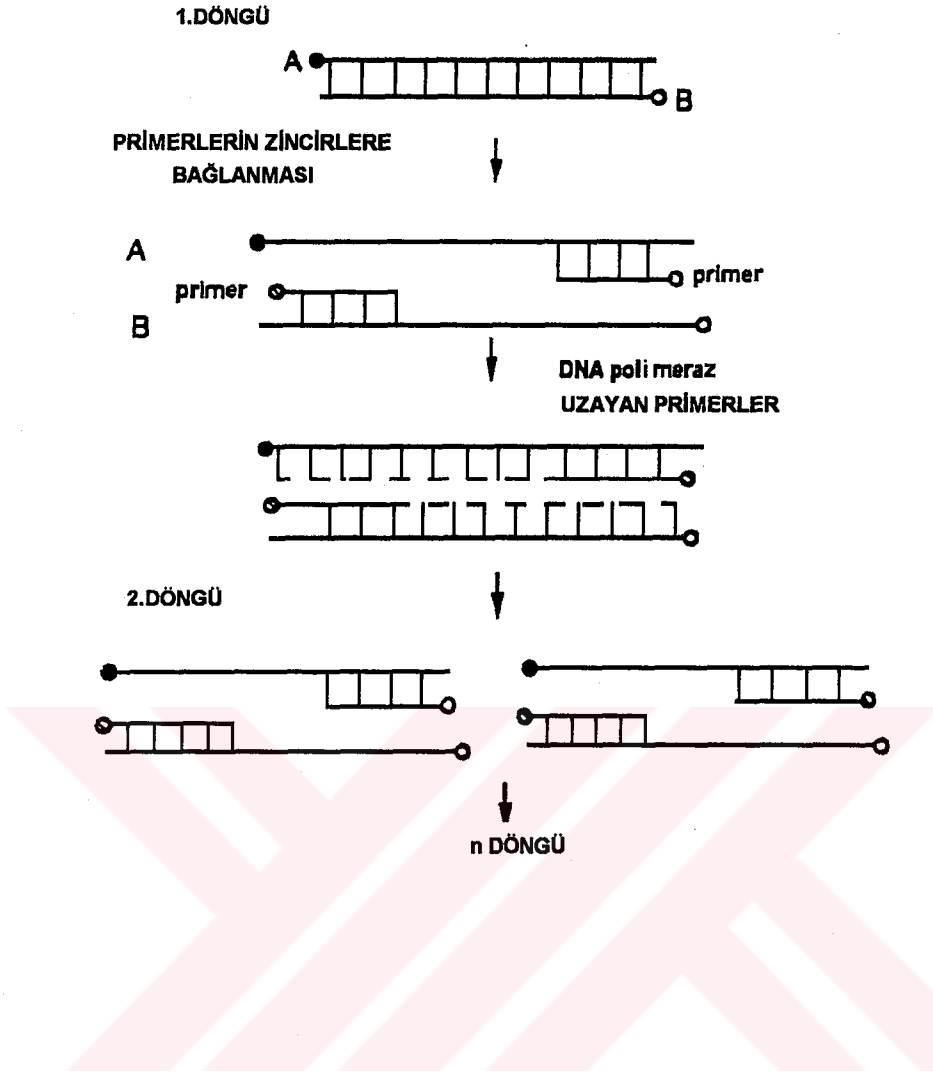 1.DÖNGÜ
A
B
PRİMERLERİN ZİNCİRLERE
BAĞLANMASI
A
primer
primer
B
DNA poli meraz
UZAYAN PRİMERLER
2.DÖNGÜ
n DÖNGÜ